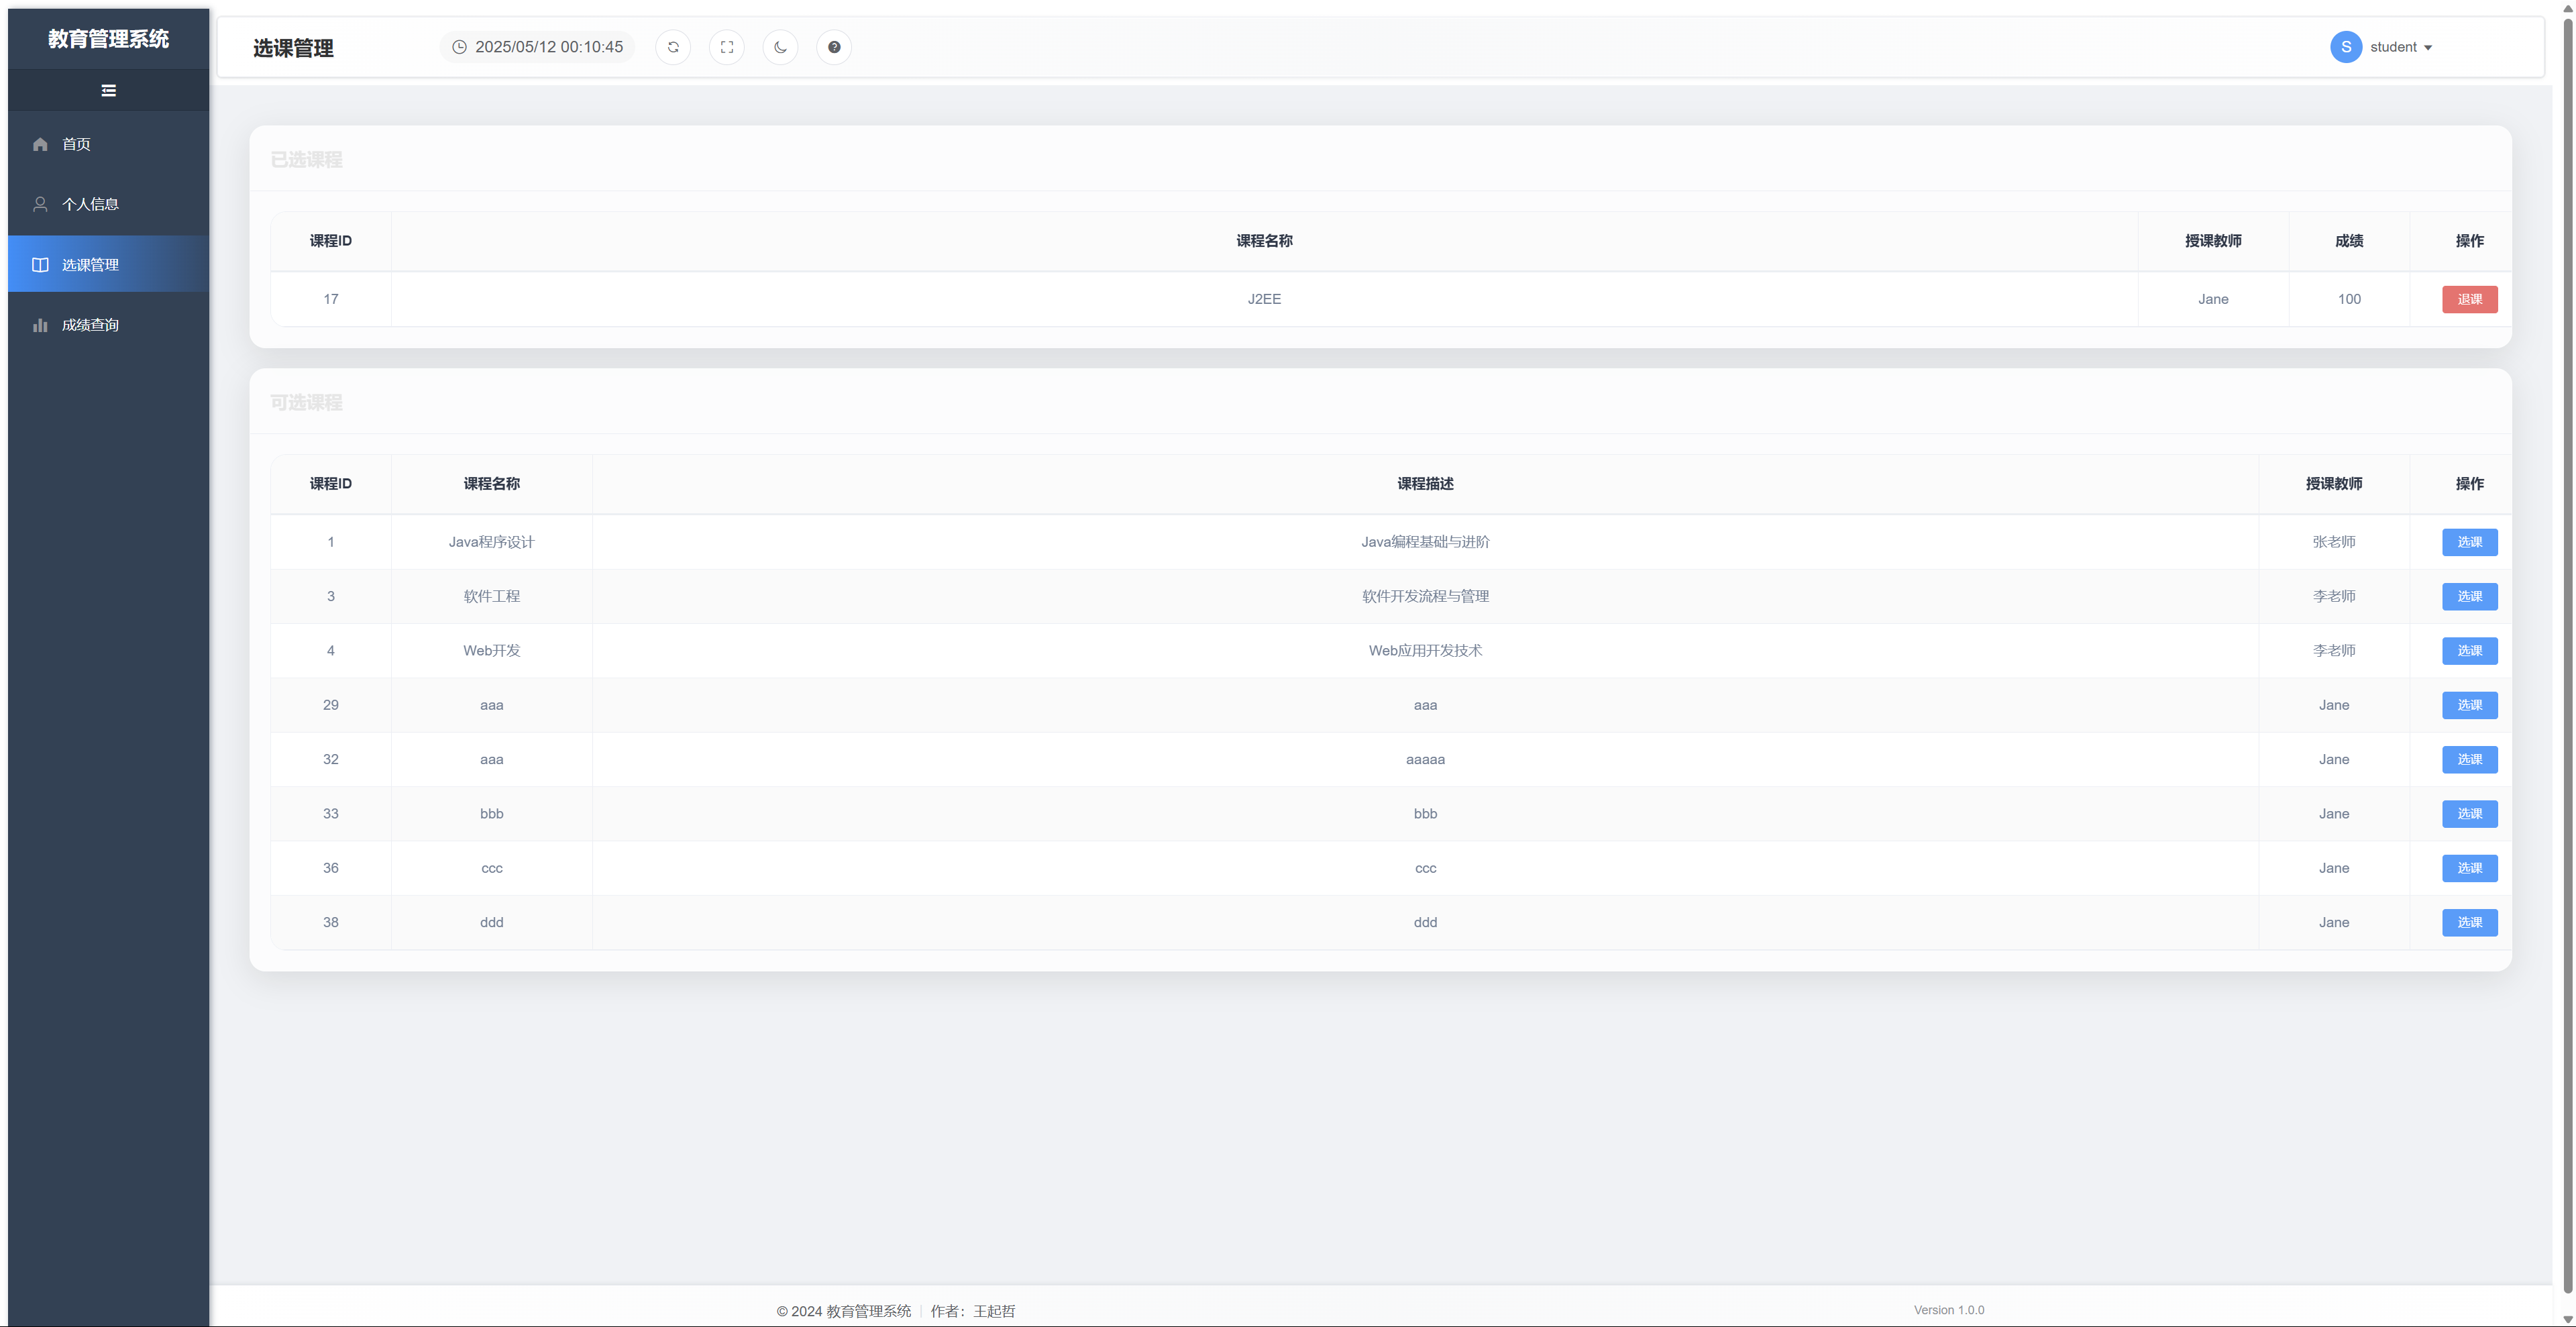 教育管理系统
首页
个人信息
选课管理
成绩查询
选课管理 2025/05/12 00:10:45 S student
已选课程
课程ID 课程名称 授课教师 成绩 操作
17 J2EE Jane 100 退课
可选课程
课程ID 课程名称 课程描述 授课教师 操作
1 Java程序设计 Java编程基础与进阶 张老师 选课
3 软件工程 软件开发流程与管理 李老师 选课
4 Web开发 Web应用开发技术 李老师 选课
29 aaa aaa Jane 选课
32 aaa aaaaa Jane 选课
33 bbb bbb Jane 选课
36 ccc ccc Jane 选课
38 ddd ddd Jane 选课
© 2024 教育管理系统 | 作者：王起哲 Version 1.0.0